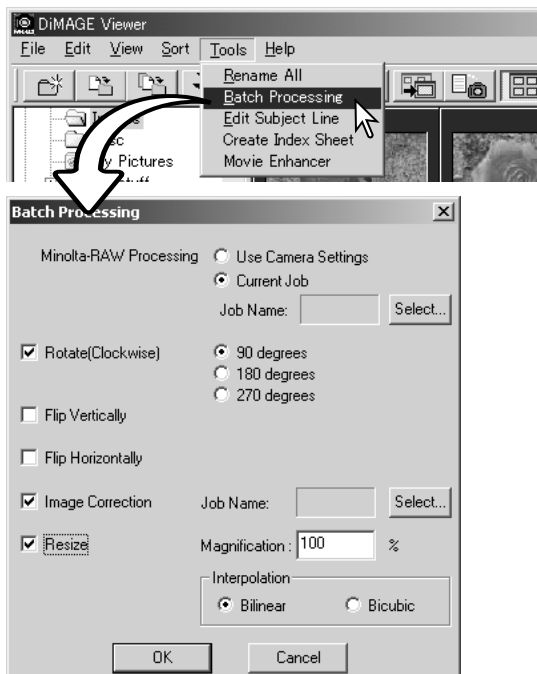 DiMAGE Viewer
File Edit View Sort Tools Help
Rename All
Batch Processing
Edit Subject Line
Create Index Sheet
Movie Enhancer
Pictures
Batch Processing
Minolta-RAW Processing Use Camera Settings
Current Job
Job Name: Select...
Rotate(Clockwise) 90 degrees
180 degrees
270 degrees
Flip Vertically
Flip Horizontally
Image Correction Job Name: Select...
Resize Magnification : 100 %
Interpolation
Bilinear Bicubic
OK Cancel